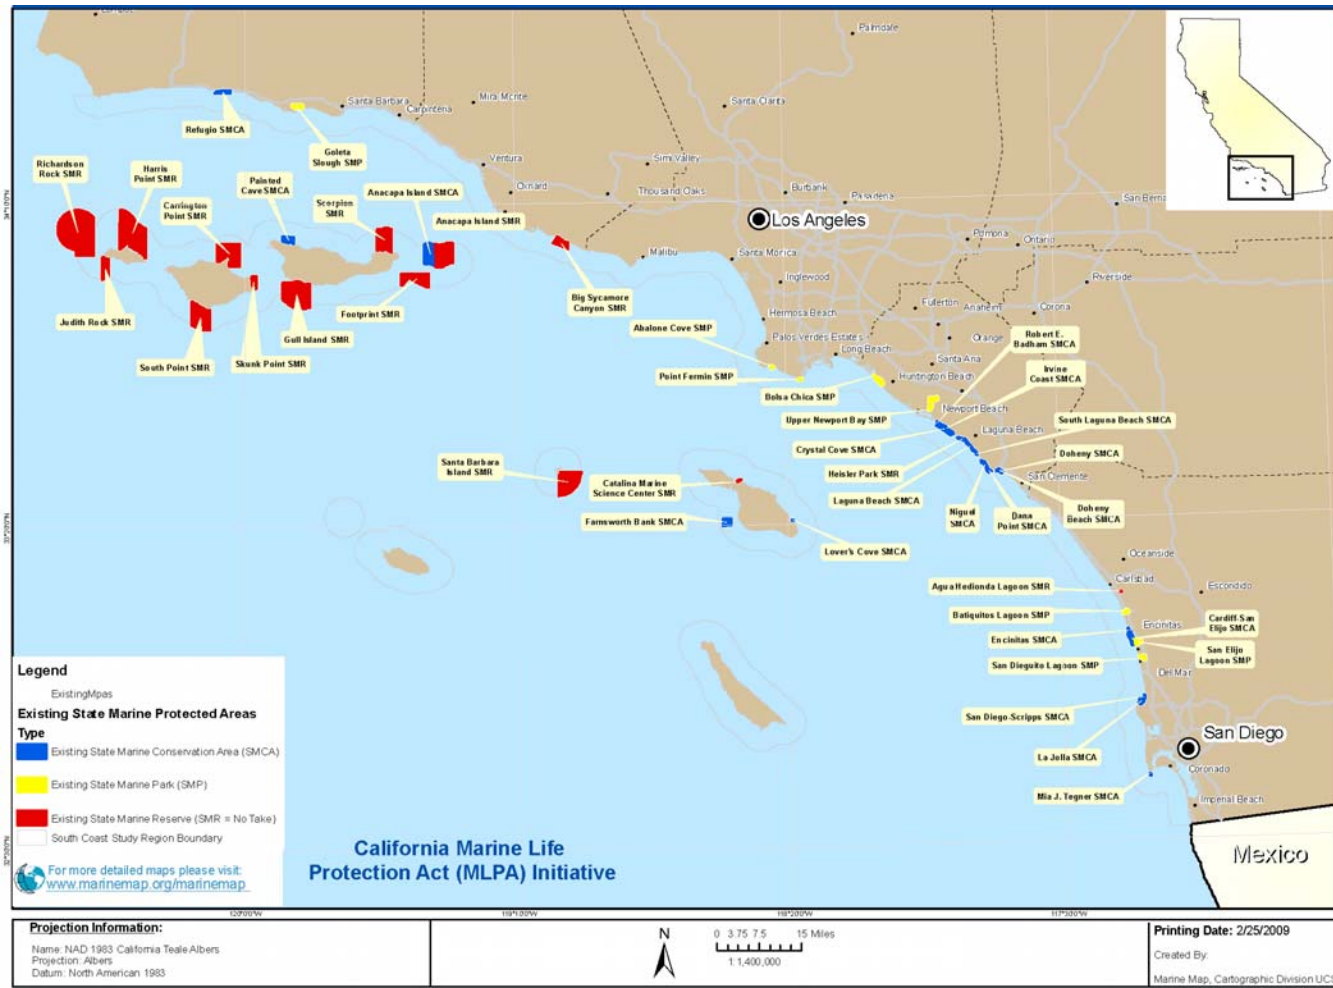 Lompoc
Palmdale
Santa Barbara
Carpinteria
Mira Monte
Santa Clarita
Refugio SMCA
Goleta
Slough SMP
Ventura
Simi Valley
Oxnard
Thousand Oaks
Burbank
Pasadena
San Berna
Richardson
Rock SMR
Harris
Point SMR
Carrington
Point SMR
Painted
Cave SMCA
Scorpion
SMR
Anacapa Island SMCA
Anacapa Island SMR
Los Angeles
Pomona
Ontario
Malibu
Santa Monica
Inglewood
Riverside
Big Sycamore
Canyon SMR
Judith Rock SMR
South Point SMR
Skunk Point SMR
Gull Island SMR
Footprint SMR
Abalone Cove SMP
Hermosa Beach
Palos Verdes Estates
Long Beach
Fullerton
Anaheim
Corona
Orange
Santa Ana
Robert E.
Badham SMCA
Irvine
Coast SMCA
Point Fermin SMP
Bolsa Chica SMP
Huntington Beach
Upper Newport Bay SMP
Newport Beach
Laguna Beach
South Laguna Beach SMCA
Crystal Cove SMCA
Heisler Park SMR
Laguna Beach SMCA
Doheny SMCA
San Clemente
Niguel
SMCA
Dana
Point SMCA
Doheny
Beach SMCA
Santa Barbara
Island SMR
Catalina Marine
Science Center SMR
Farnsworth Bank SMCA
Lover's Cove SMCA
Oceanside
Carlsbad
Escondido
Agua Hedionda Lagoon SMR
Batiquitos Lagoon SMP
Encinitas
Encinitas SMCA
Cardiff-San
Elijo SMCA
San Elijo
Lagoon SMP
San Dieguito Lagoon SMP
Del Mar
San Diego-Scripps SMCA
La Jolla SMCA
San Diego
Coronado
Mia J. Tegner SMCA
Imperial Beach
Mexico
Legend
ExistingMpas
Existing State Marine Protected Areas
Type
Existing State Marine Conservation Area (SMCA)
Existing State Marine Park (SMP)
Existing State Marine Reserve (SMR = No Take)
South Coast Study Region Boundary
For more detailed maps please visit:
www.marinemap.org/marinemap
California Marine Life
Protection Act (MLPA) Initiative
Projection Information:
Name: NAD 1983 California Teale Albers
Projection: Albers
Datum: North American 1983
N
0 3.75 7.5 15 Miles
1:1,400,000
Printing Date: 2/25/2009
Created By:
Marine Map, Cartographic Division UCS